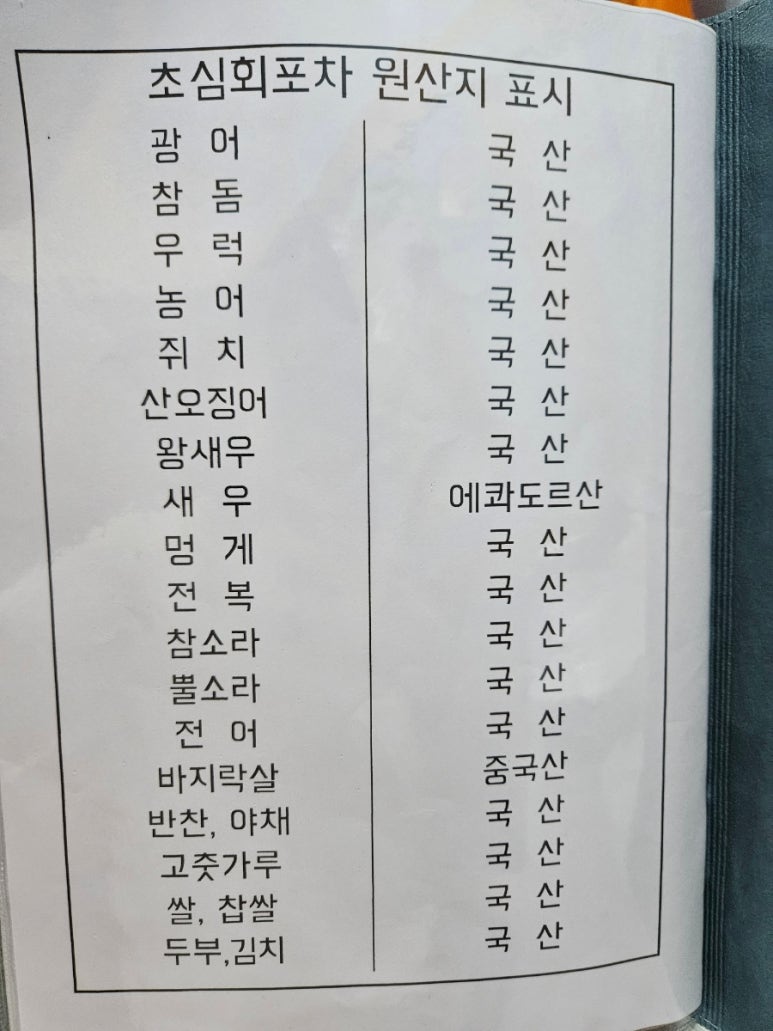 초심회포차 원산지 표시
광 어 국 산
참 돔 국 산
우 럭 국 산
농 어 국 산
쥐 치 국 산
산오징어 국 산
왕새우 국 산
새 우 에콰도르산
멍 게 국 산
전 복 국 산
참소라 국 산
뿔소라 국 산
전 어 국 산
바지락살 중국산
반찬, 야채 국 산
고춧가루 국 산
쌀, 찹쌀 국 산
두부,김치 국 산